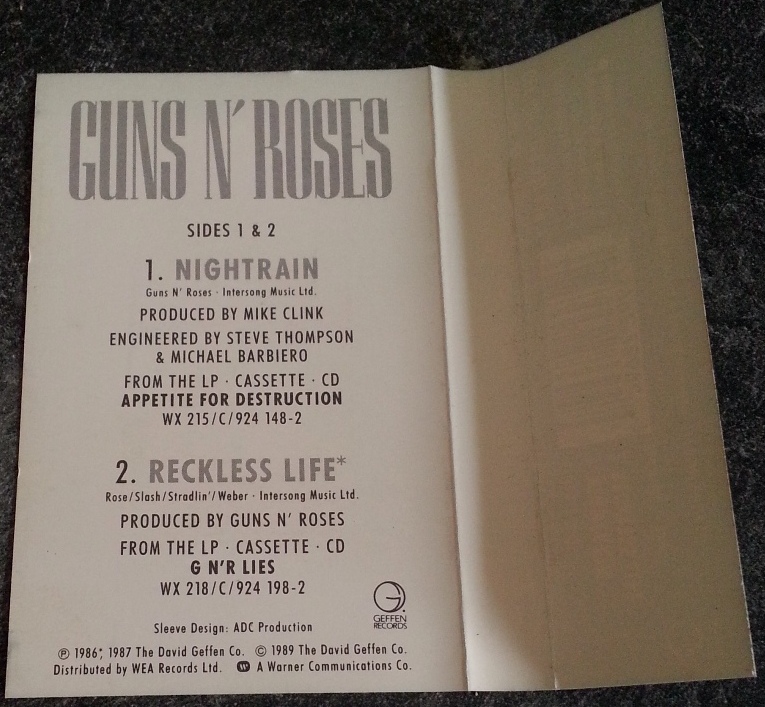 GUNS N' ROSES
SIDES 1 & 2
1. NIGHTRAIN
Guns N' Roses · Intersong Music Ltd.
PRODUCED BY MIKE CLINK
ENGINEERED BY STEVE THOMPSON
& MICHAEL BARBIERO
FROM THE LP · CASSETTE · CD
APPETITE FOR DESTRUCTION
WX 215/C/924 148-2
2. RECKLESS LIFE*
Rose/Slash/Stradlin'/Weber · Intersong Music Ltd.
PRODUCED BY GUNS N' ROSES
FROM THE LP · CASSETTE · CD
G N'R LIES
WX 218/C/924 198-2
G
GEFFEN
RECORDS
Sleeve Design: ADC Production
℗ 1986*, 1987 The David Geffen Co. © 1989 The David Geffen Co.
Distributed by WEA Records Ltd. W A Warner Communications Co.